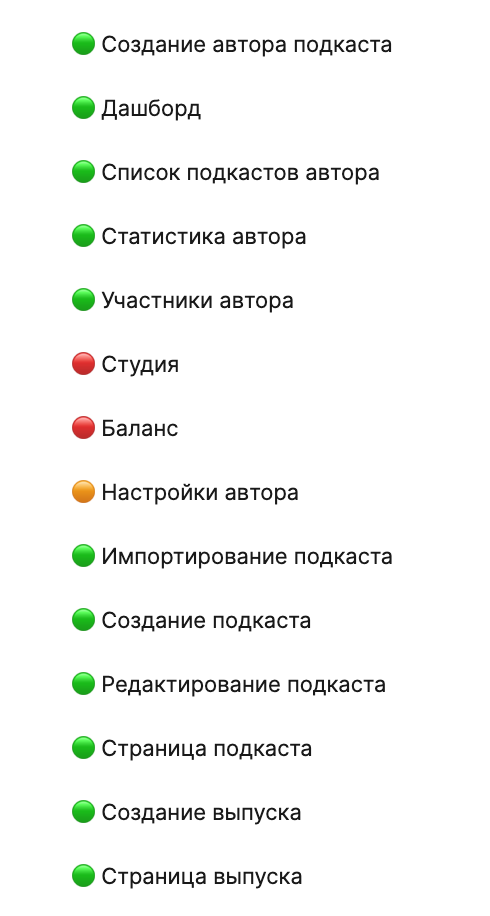 Создание автора подкаста
Дашборд
Список подкастов автора
Статистика автора
Участники автора
Студия
Баланс
Настройки автора
Импортирование подкаста
Создание подкаста
Редактирование подкаста
Страница подкаста
Создание выпуска
Страница выпуска